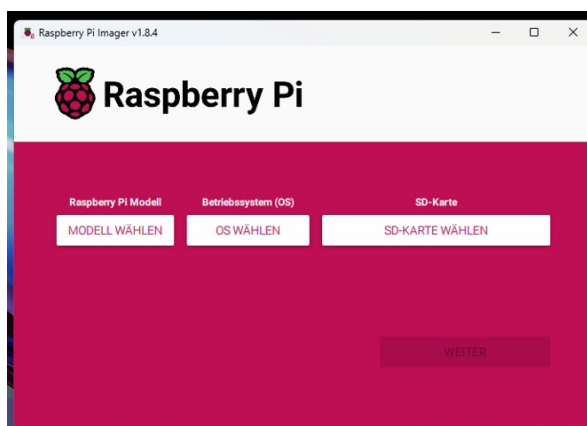 Raspberry Pi Imager v1.8.4
Raspberry Pi
Raspberry Pi Modell Betriebssystem (OS) SD-Karte
MODELL WÄHLEN OS WÄHLEN SD-KARTE WÄHLEN
WEITER